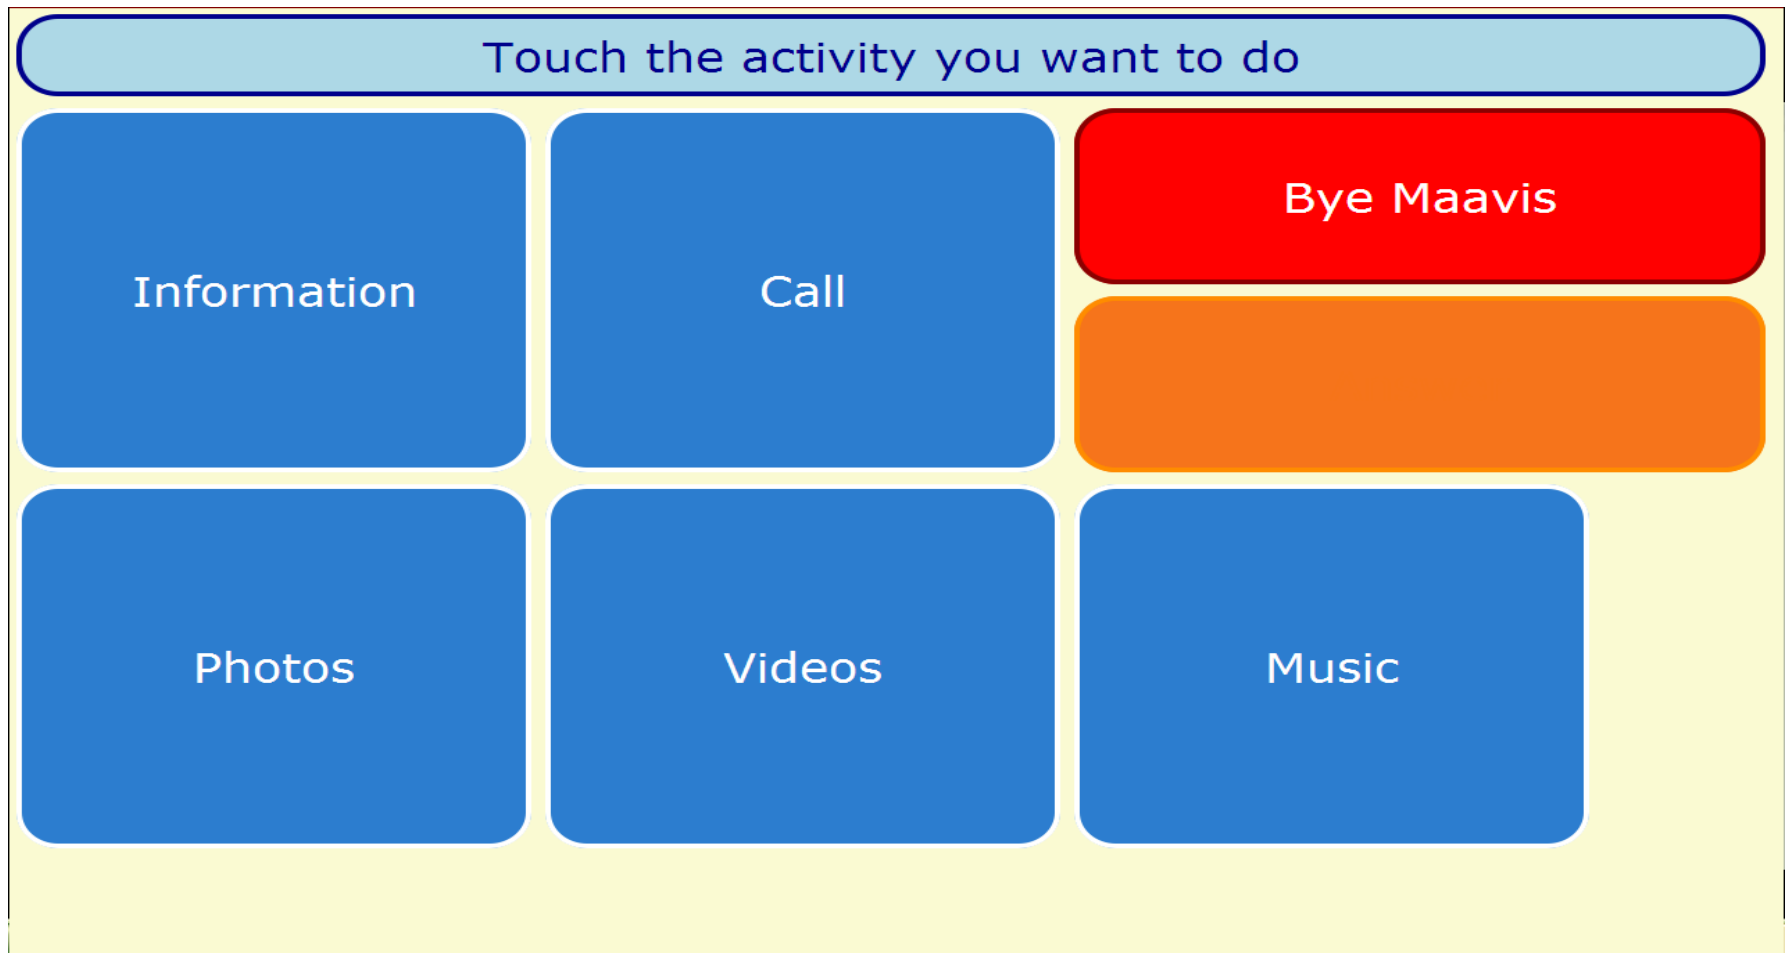 Touch the activity you want to do
Information
Call
Bye Maavis
Photos
Videos
Music